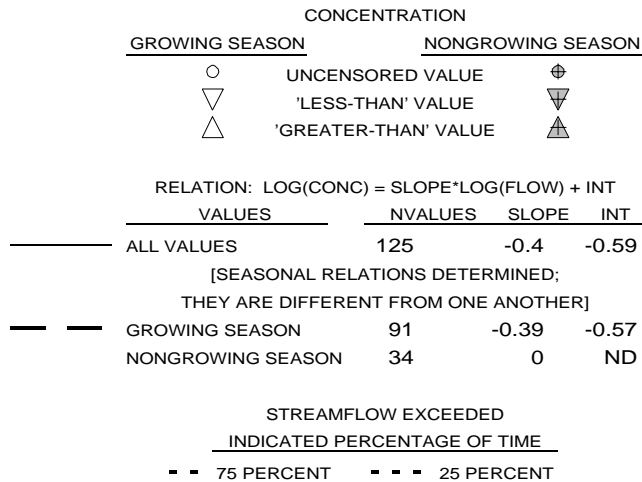 CONCENTRATION
GROWING SEASON NONGROWING SEASON
UNCENSORED VALUE
'LESS-THAN' VALUE
'GREATER-THAN' VALUE
RELATION: LOG(CONC) = SLOPE*LOG(FLOW) + INT
VALUES NVALUES SLOPE INT
ALL VALUES 125 -0.4 -0.59
[SEASONAL RELATIONS DETERMINED;
THEY ARE DIFFERENT FROM ONE ANOTHER]
GROWING SEASON 91 -0.39 -0.57
NONGROWING SEASON 34 0 ND
STREAMFLOW EXCEEDED
INDICATED PERCENTAGE OF TIME
75 PERCENT 25 PERCENT